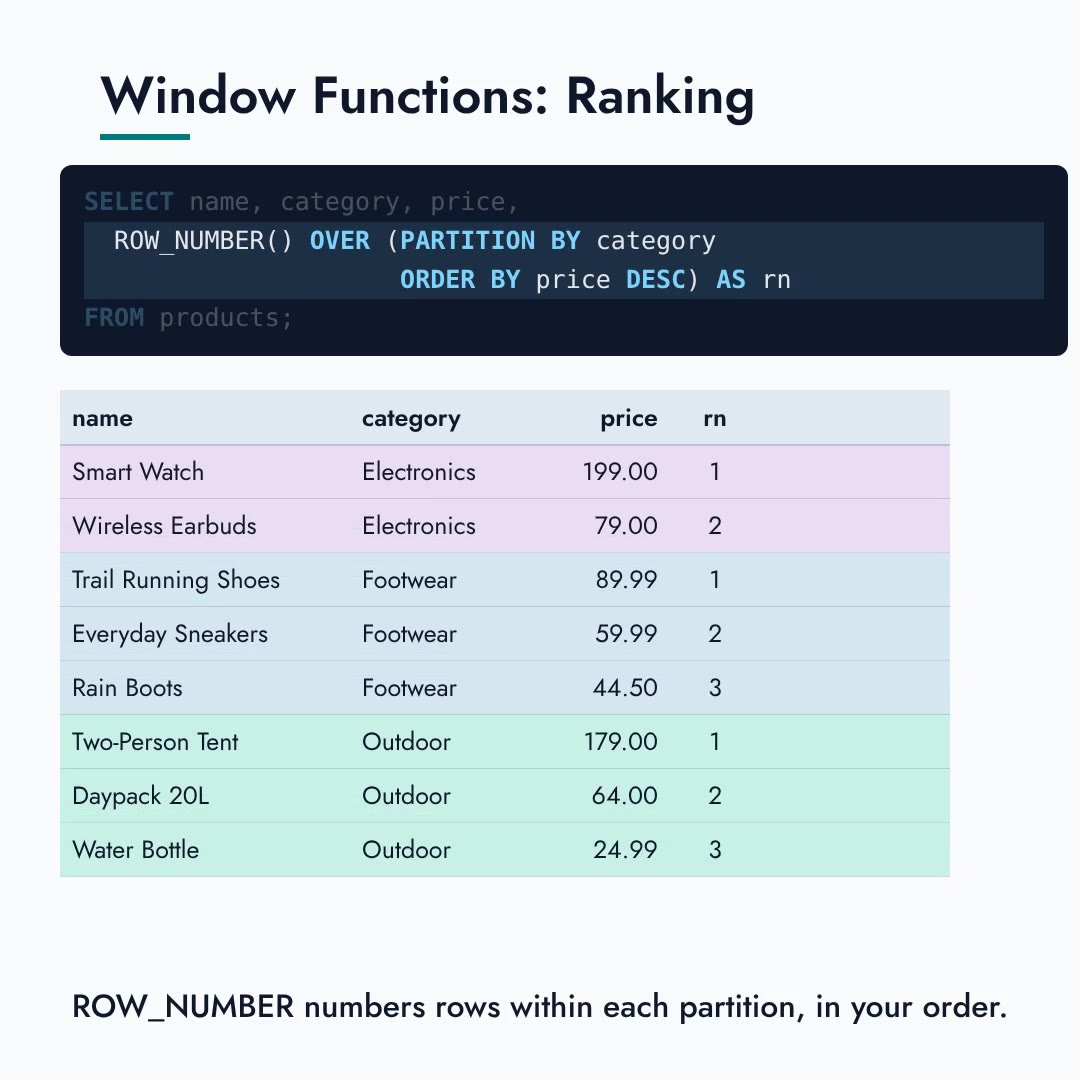 Window Functions: Ranking
SELECT name, category, price,
ROW_NUMBER() OVER (PARTITION BY category
ORDER BY price DESC) AS rn
FROM products;
name category price rn
Smart Watch Electronics 199.00 1
Wireless Earbuds Electronics 79.00 2
Trail Running Shoes Footwear 89.99 1
Everyday Sneakers Footwear 59.99 2
Rain Boots Footwear 44.50 3
Two-Person Tent Outdoor 179.00 1
Daypack 20L Outdoor 64.00 2
Water Bottle Outdoor 24.99 3
ROW_NUMBER numbers rows within each partition, in your order.